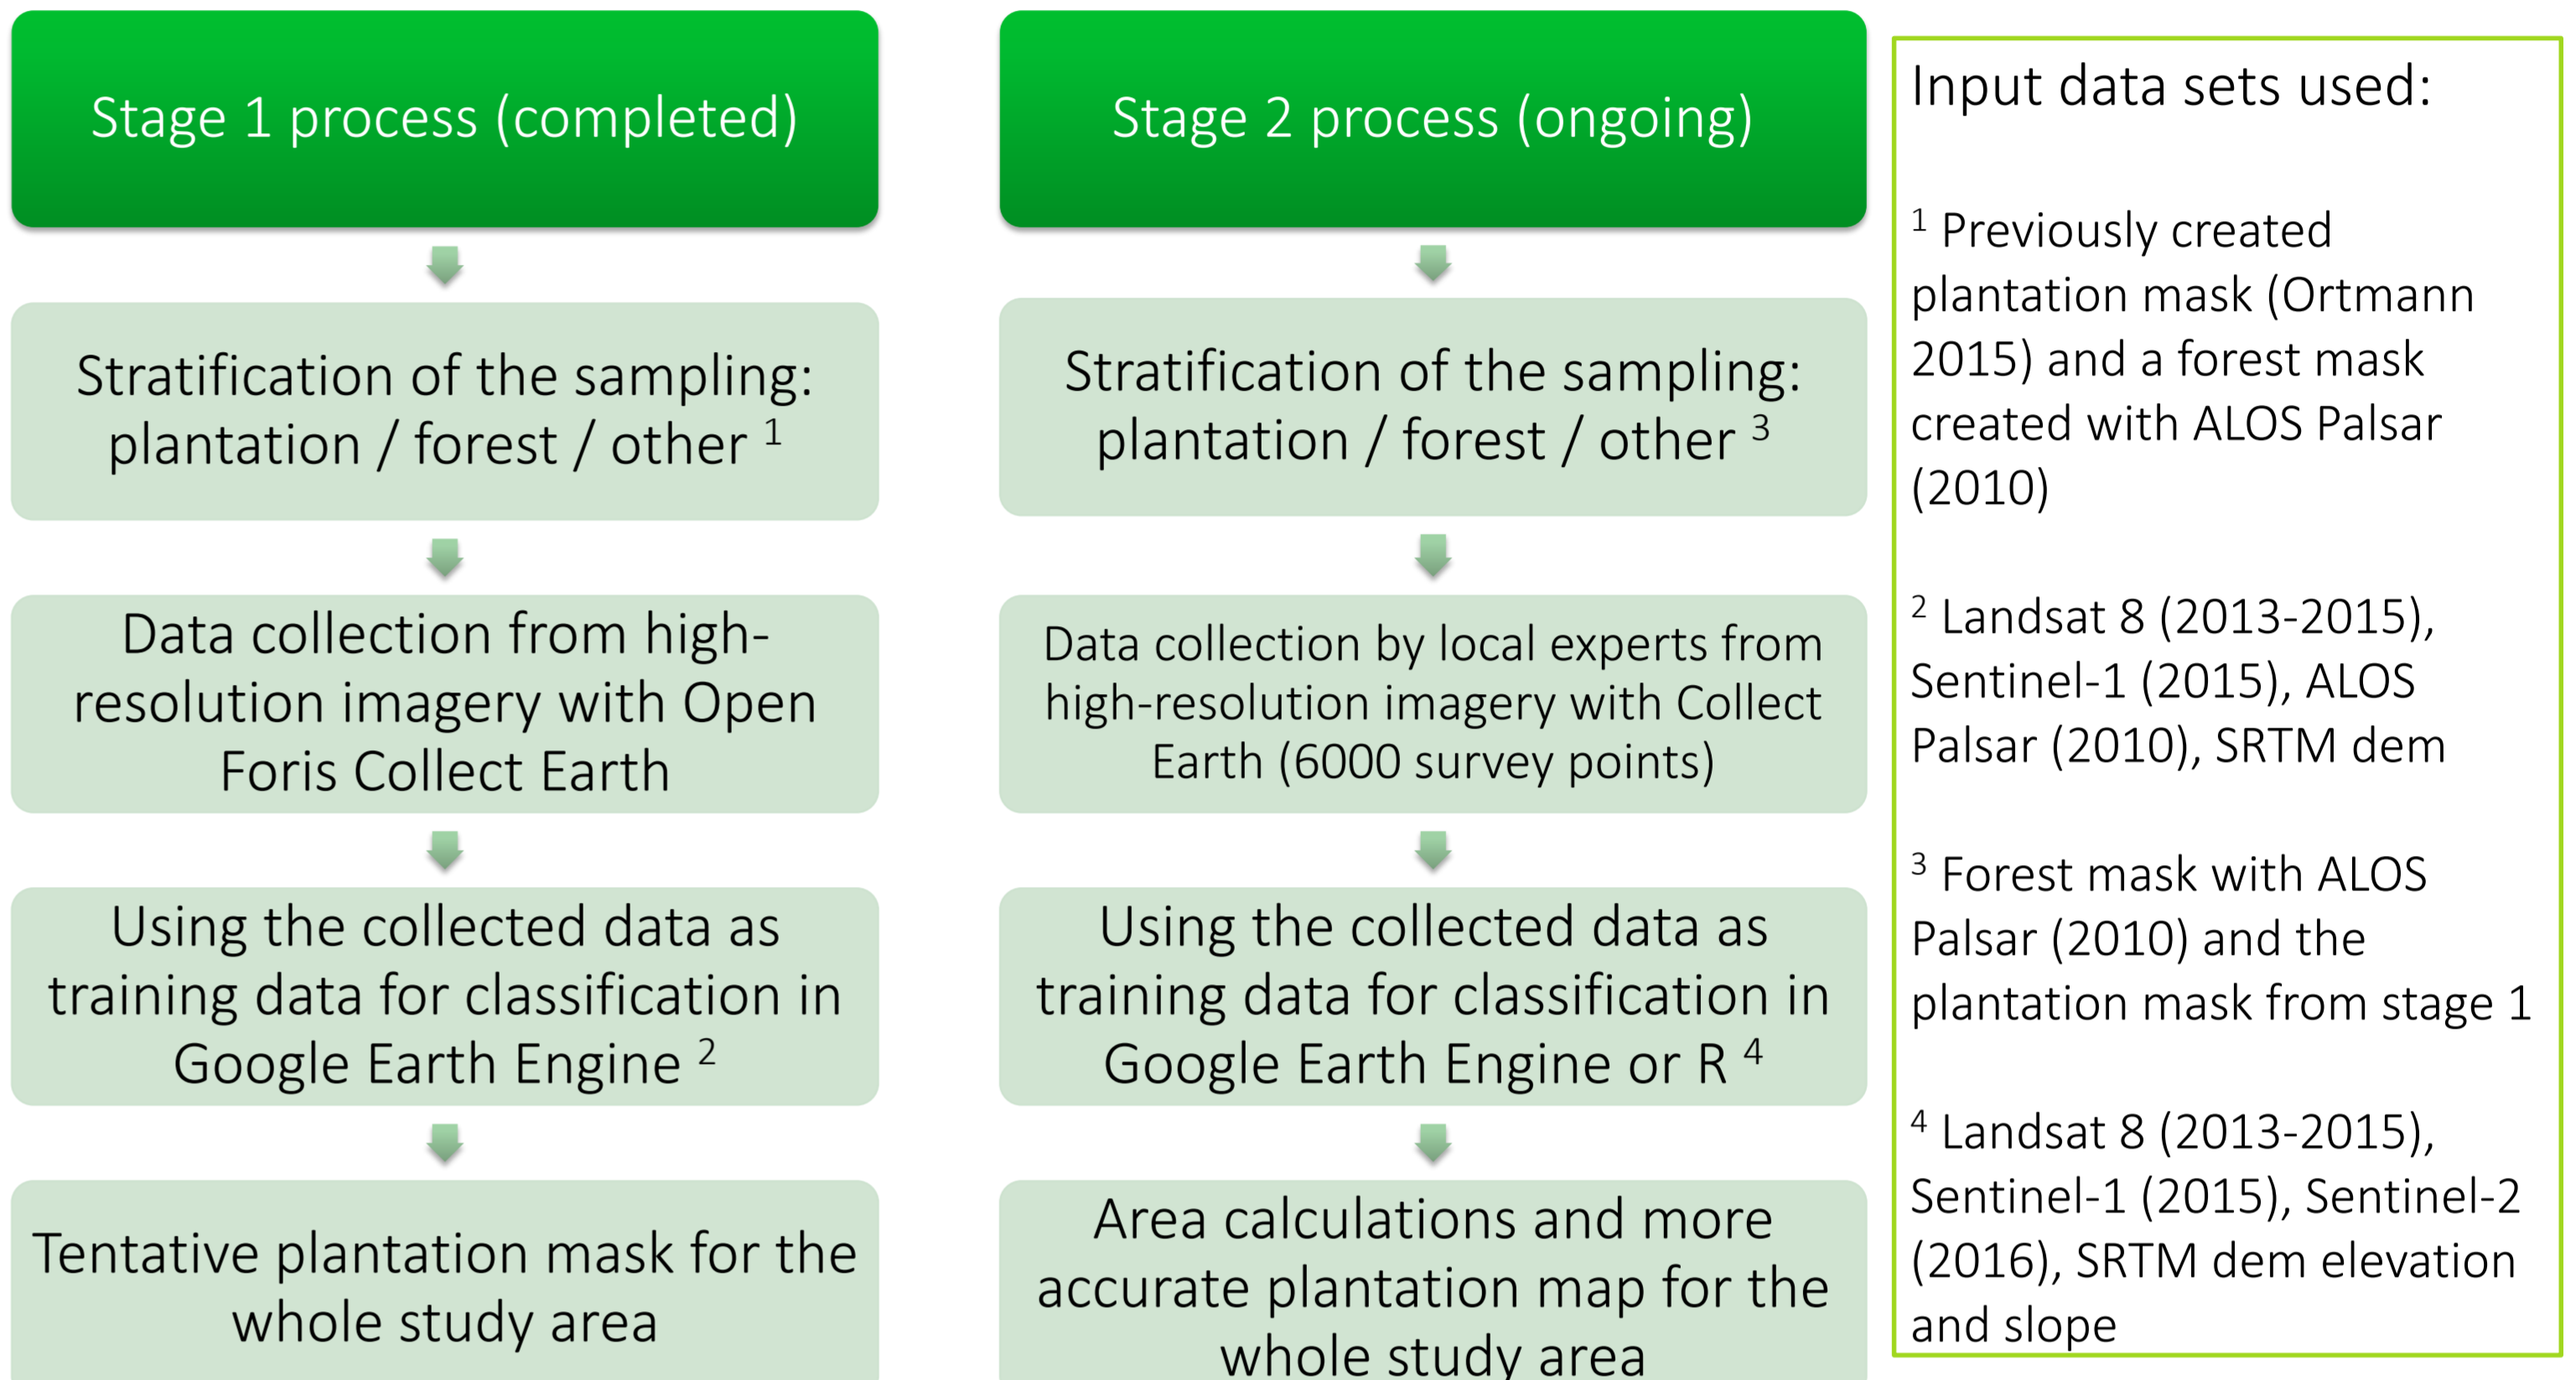 Stage 1 process (completed)
Stratification of the sampling:
plantation / forest / other ¹
Data collection from high-
resolution imagery with Open
Foris Collect Earth
Using the collected data as
training data for classification in
Google Earth Engine ²
Tentative plantation mask for the
whole study area
Stage 2 process (ongoing)
Stratification of the sampling:
plantation / forest / other ³
Data collection by local experts from
high-resolution imagery with Collect
Earth (6000 survey points)
Using the collected data as
training data for classification in
Google Earth Engine or R ⁴
Area calculations and more
accurate plantation map for the
whole study area
Input data sets used:
¹ Previously created
plantation mask (Ortmann
2015) and a forest mask
created with ALOS Palsar
(2010)
² Landsat 8 (2013-2015),
Sentinel-1 (2015), ALOS
Palsar (2010), SRTM dem
³ Forest mask with ALOS
Palsar (2010) and the
plantation mask from stage 1
⁴ Landsat 8 (2013-2015),
Sentinel-1 (2015), Sentinel-2
(2016), SRTM dem elevation
and slope